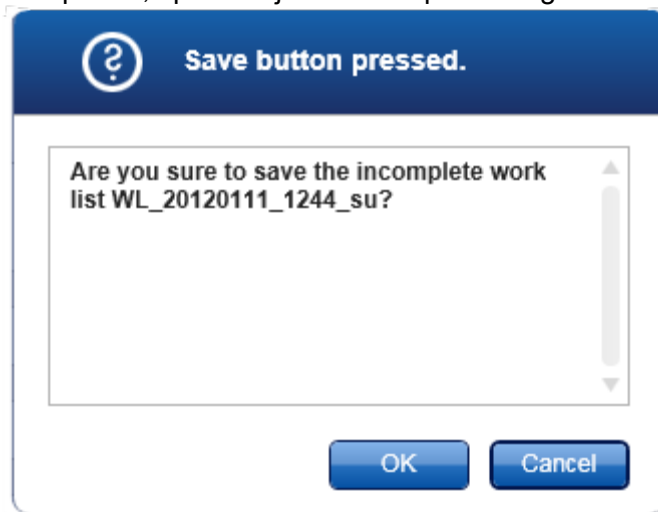 Save button pressed.
Are you sure to save the incomplete work
list WL_20120111_1244_su?
OK
Cancel